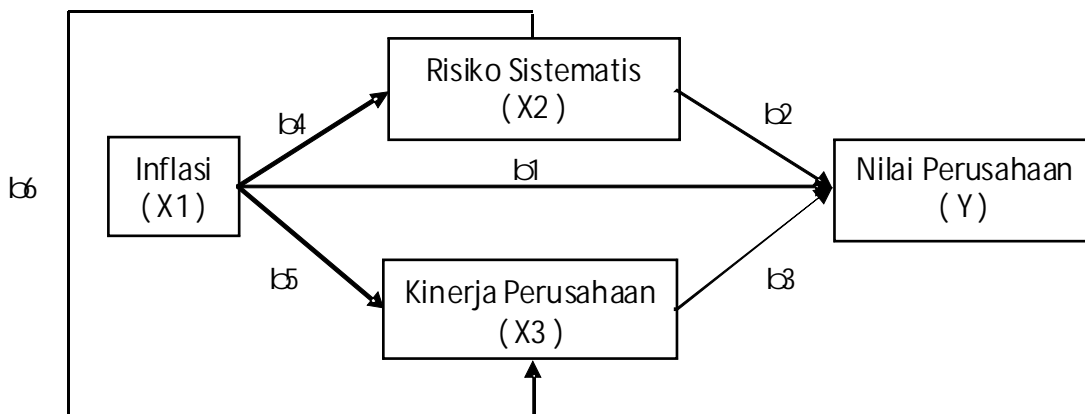 Risiko Sistematis
(X2)
b4
b2
Inflasi
(X1)
b1
Nilai Perusahaan
(Y)
b6
b5
Kinerja Perusahaan
(X3)
b3